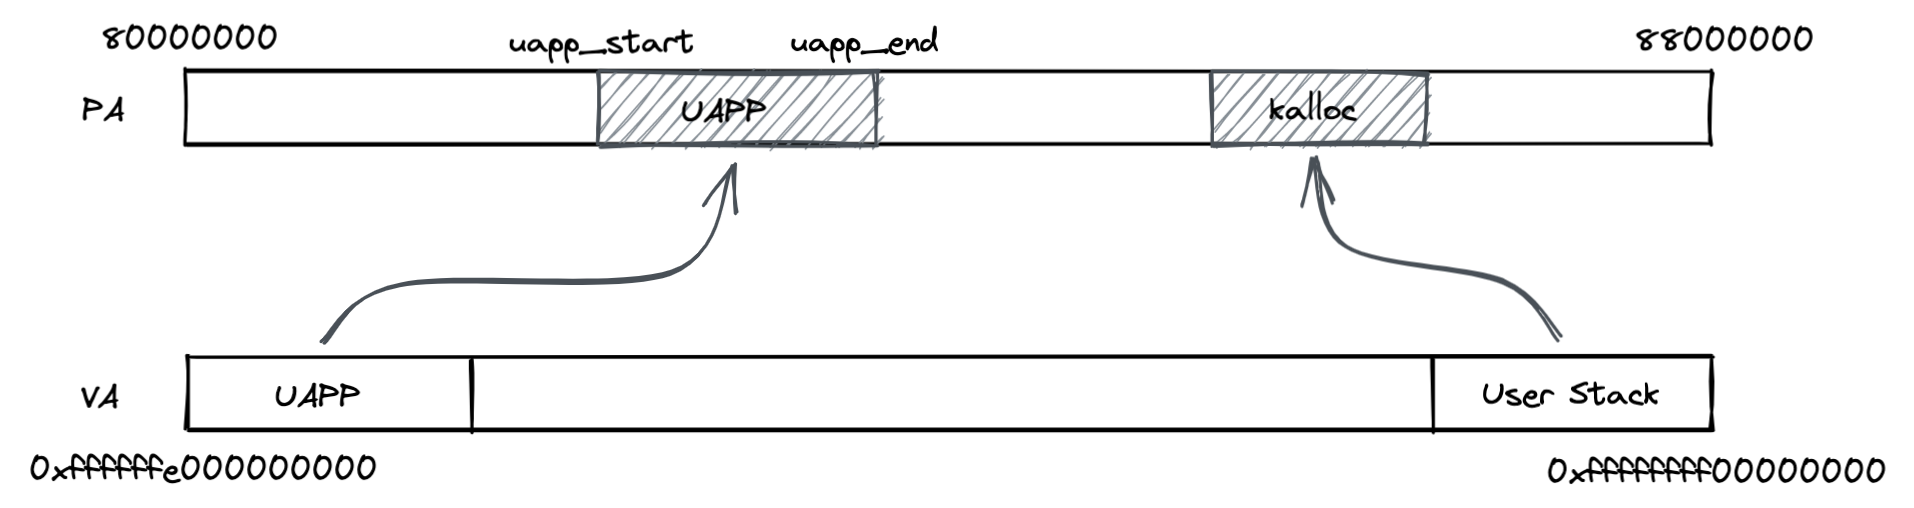 80000000 uapp_start uapp_end 88000000
PA UAPP kalloc
VA UAPP User Stack
0xffffffe000000000 0xffffffff00000000